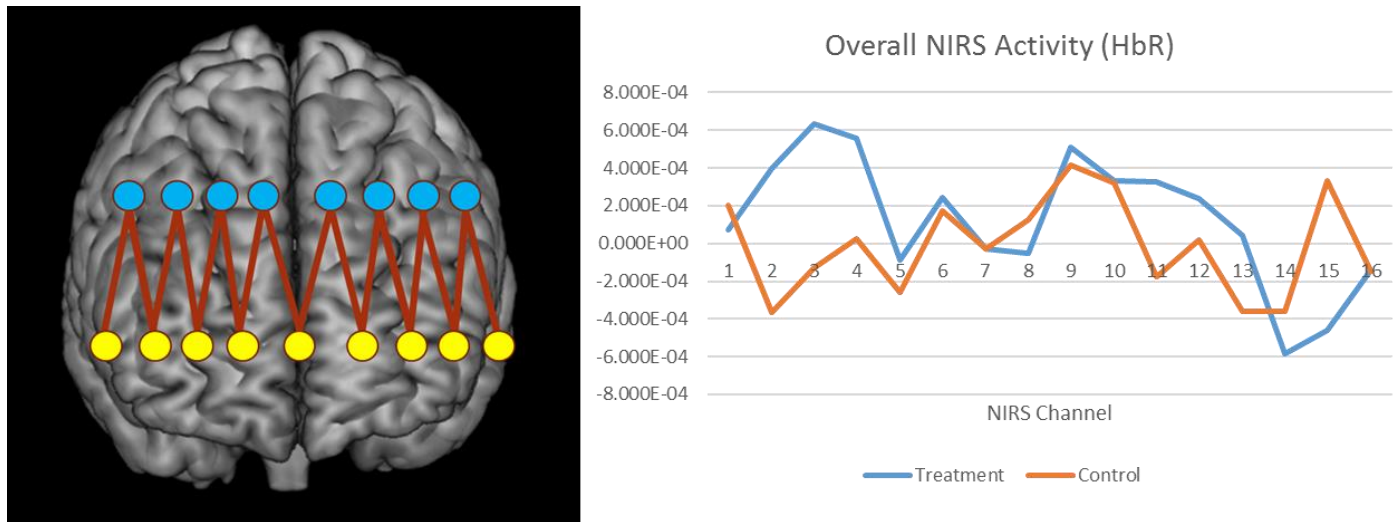 Overall NIRS Activity (HbR)
8.000E-04
6.000E-04
4.000E-04
2.000E-04
0.000E+00
-2.000E-04
-4.000E-04
-6.000E-04
-8.000E-04
1 2 3 4 5 6 7 8 9 10 11 12 13 14 15 16
NIRS Channel
Treatment Control